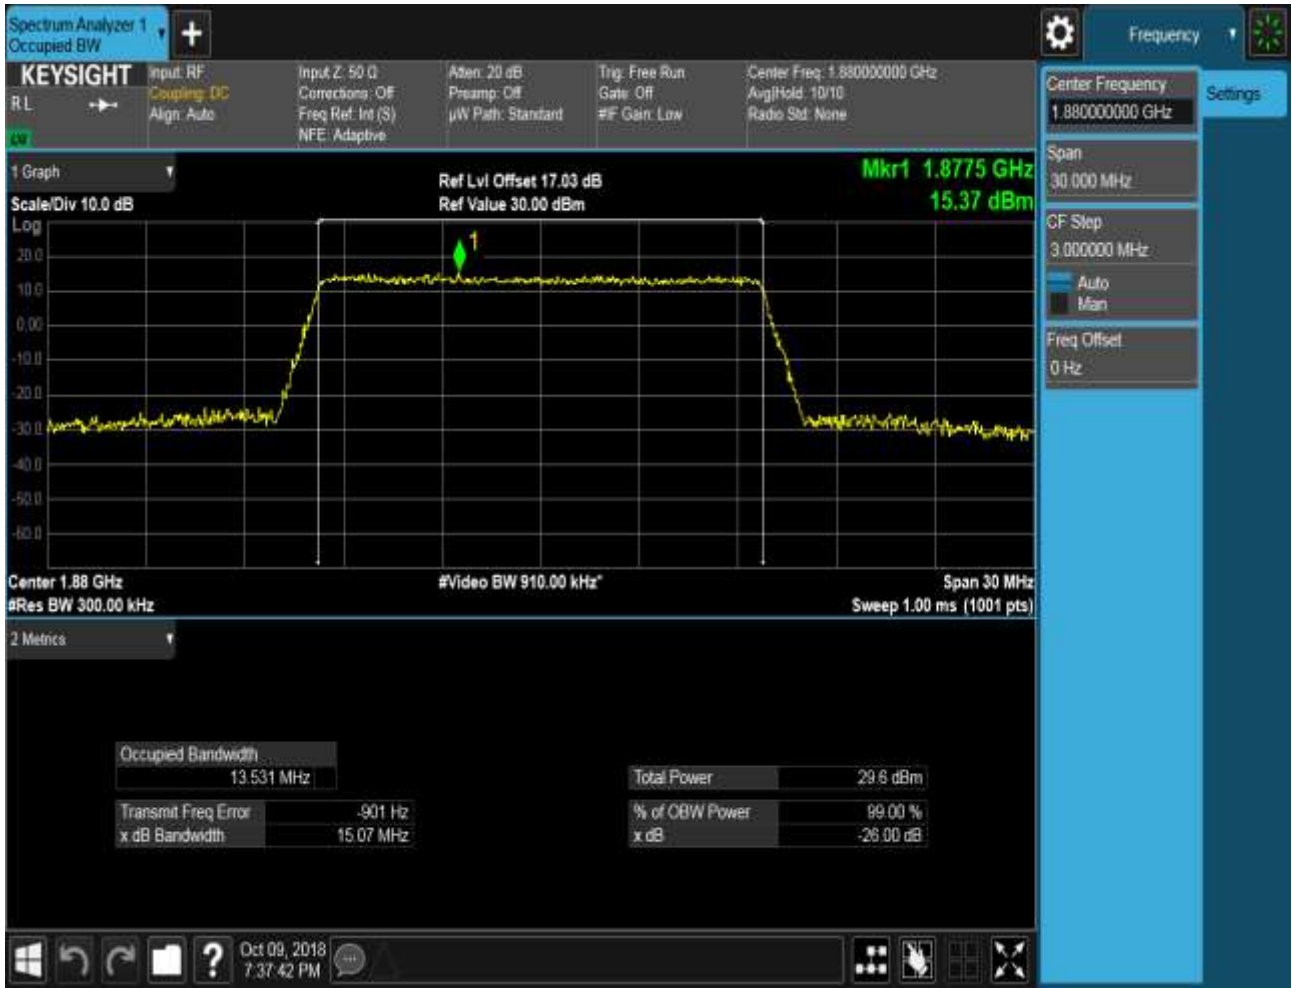 Spectrum Analyzer 1
Occupied BW
Frequency
KEYSIGHT
RL
Input: RF
Coupling: DC
Align: Auto
Input Z: 50 Ω
Corrections: Off
Freq Ref: Int (S)
NFE: Adaptive
Atten: 20 dB
Preamp: Off
µW Path: Standard
Trig: Free Run
Gate: Off
#IF Gain: Low
Center Freq: 1.880000000 GHz
Avg|Hold: 10/10
Radio Std: None
Center Frequency
1.880000000 GHz
Settings
Span
30.000 MHz
CF Step
3.000000 MHz
Auto
Man
Freq Offset
0 Hz
1 Graph
Scale/Div 10.0 dB
Ref Lvl Offset 17.03 dB
Ref Value 30.00 dBm
Mkr1 1.8775 GHz
15.37 dBm
Log
20.0
10.0
0.00
-10.0
-20.0
-30.0
-40.0
-50.0
-60.0
1
Center 1.88 GHz
#Video BW 910.00 kHz*
Span 30 MHz
#Res BW 300.00 kHz
Sweep 1.00 ms (1001 pts)
2 Metrics
Occupied Bandwidth
13.531 MHz
Total Power 29.6 dBm
Transmit Freq Error -901 Hz
% of OBW Power 99.00 %
x dB Bandwidth 15.07 MHz
x dB -26.00 dB
?
Oct 09, 2018
7:37:42 PM